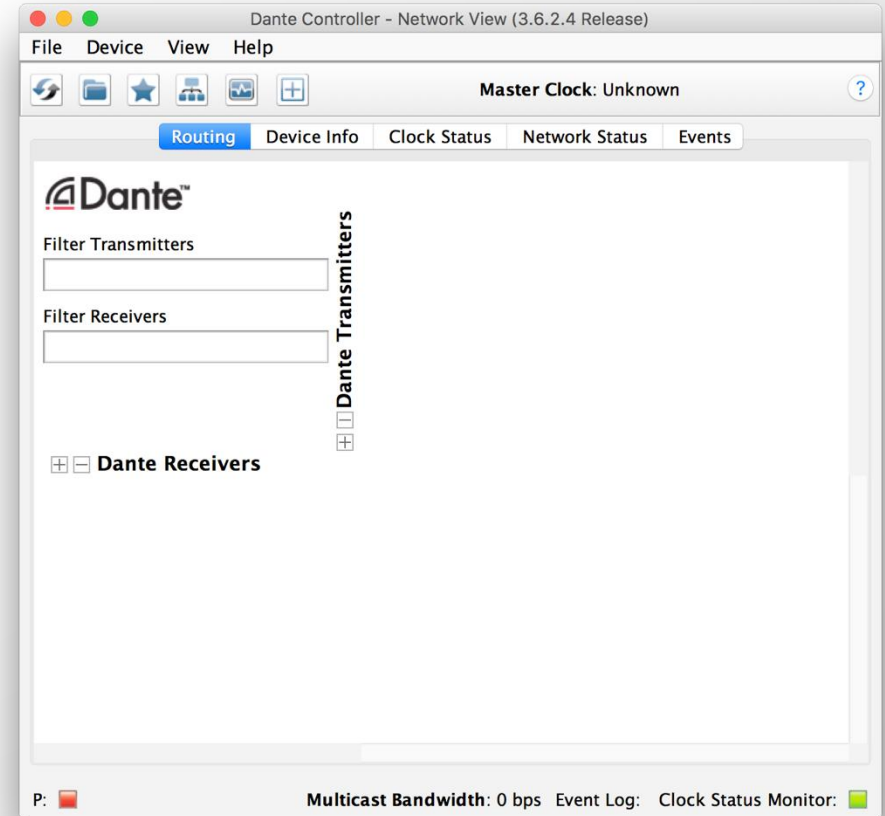 Dante Controller - Network View (3.6.2.4 Release)
File Device View Help
Master Clock: Unknown
?
Routing Device Info Clock Status Network Status Events
Dante™
Filter Transmitters
Filter Receivers
Dante Transmitters
Dante Receivers
P: Multicast Bandwidth: 0 bps Event Log: Clock Status Monitor: